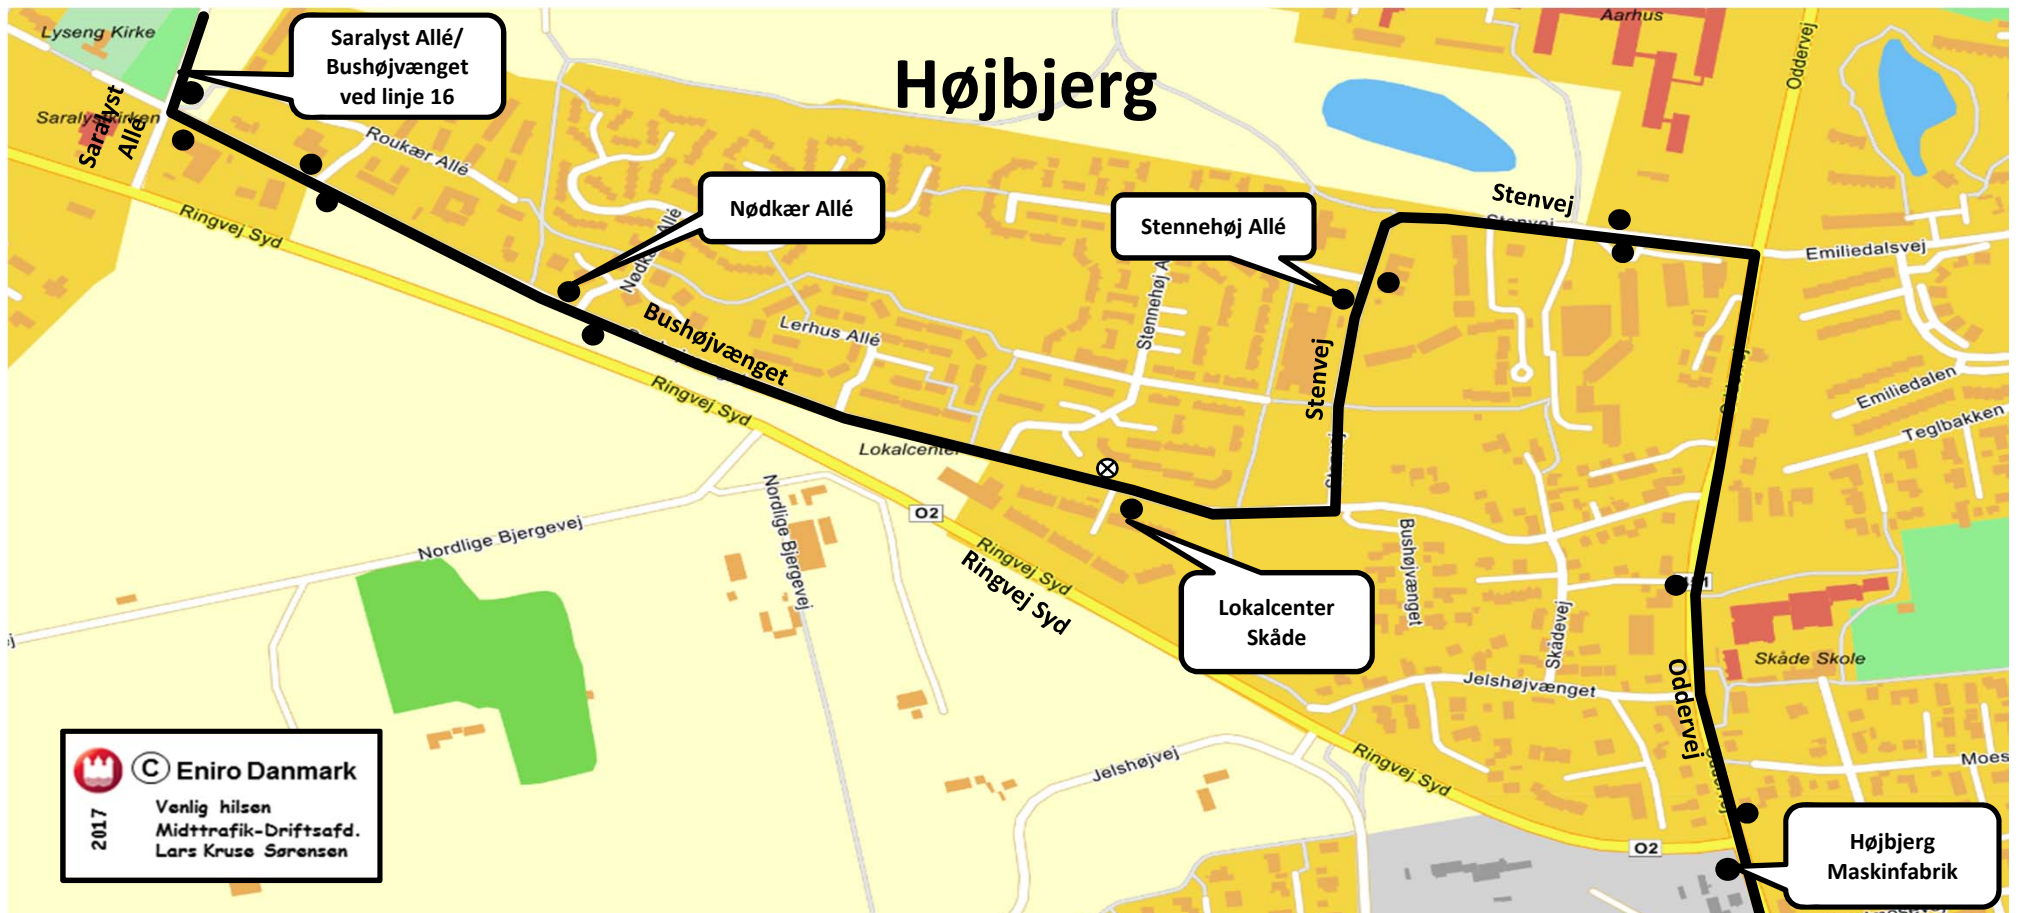 Lyseng Kirke
Saralyst Allé/
Bushøjvænget
ved linje 16
Højbjerg
Aarhus
Oddervej
Saralyst
Allé
Roukær Allé
Ringvej Syd
Nødkær Allé
Stennehøj Allé
Stenvej
Stenvej
Emiliedalsvej
Bushøjvænget
Lerhus Allé
Ringvej Syd
Stenvej
Emiliedalen
Teglbakken
Lokalcenter
O2
Nordlige Bjergevej
Nordlige Bjergevej
Ringvej Syd
Ringvej Syd
Bushøjvænget
Lokalcenter
Skåde
Skådevej
Skåde Skole
Jelshøjvænget
Oddervej
Jelshøjvej
Ringvej Syd
Moes
O2
Højbjerg
Maskinfabrik
C Eniro Danmark
2017
Venlig hilsen
Midttrafik-Driftsafd.
Lars Kruse Sørensen